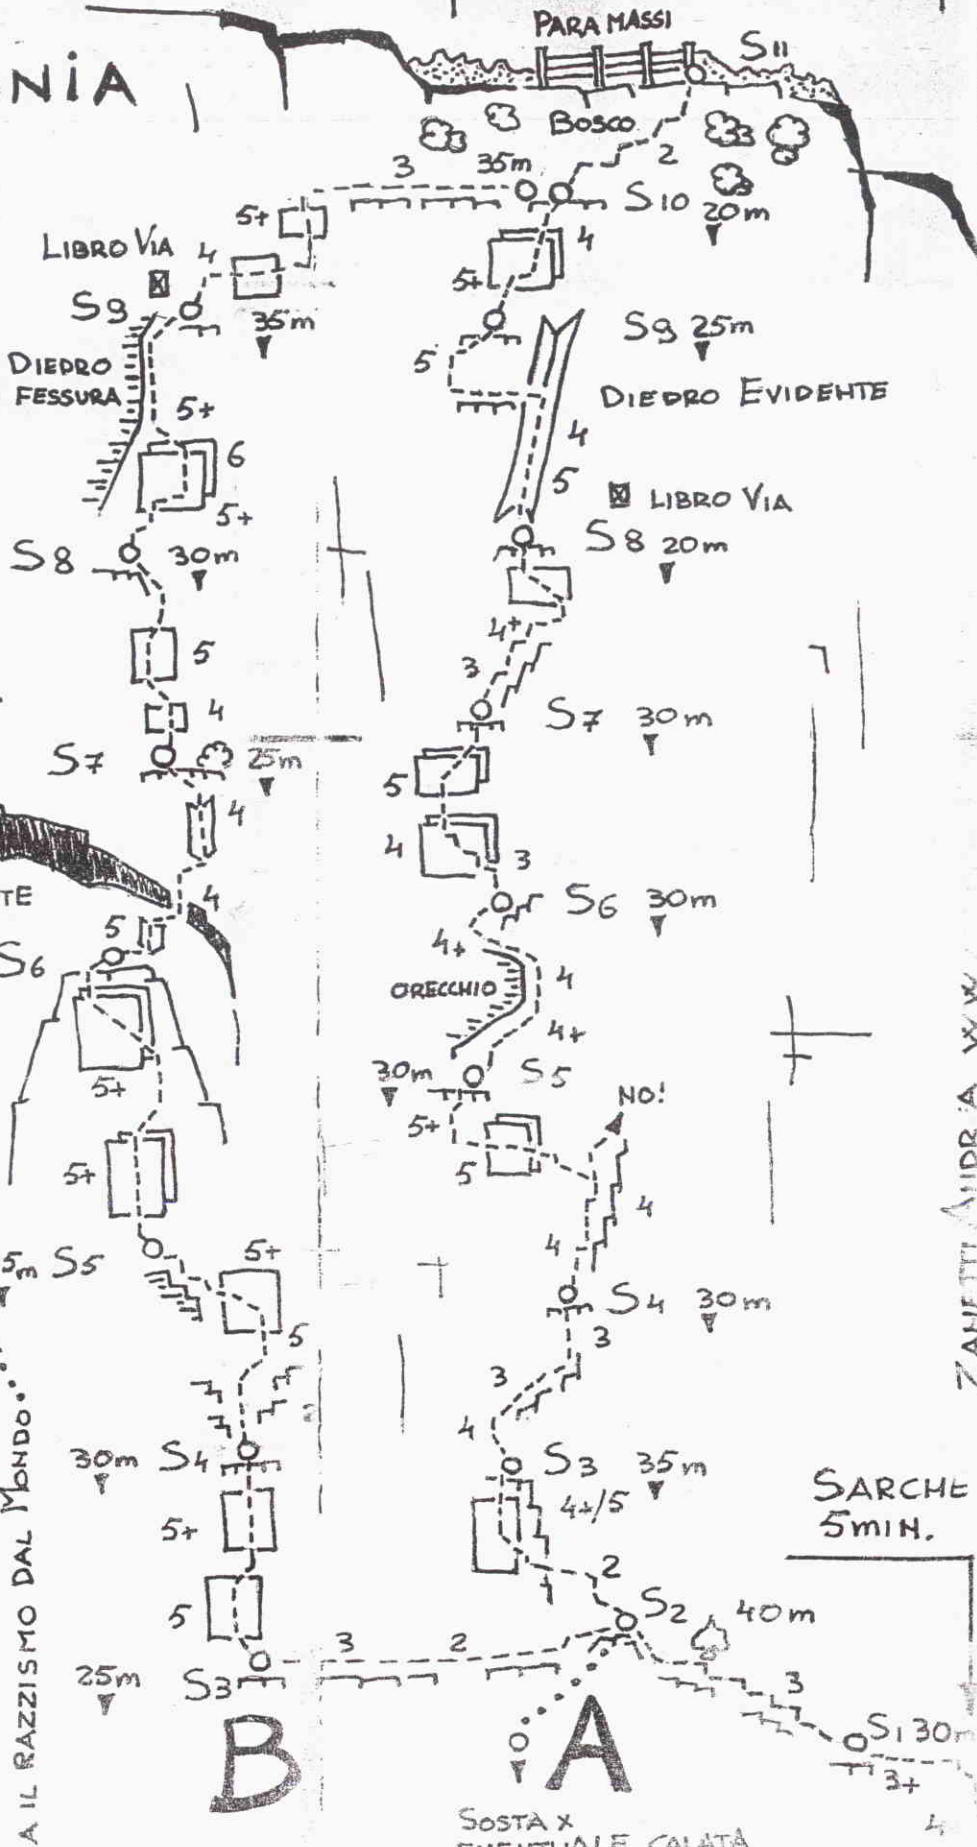 PARA MASSI
S11
NiA
BOSCO
2
3
35m
S10
20m
5+
4
5+
LIBRO VIA
4
S9
35m
S9 25m
5
DIEDRO
FESSURA
DIEDRO EVIDENTE
5+
4
6
5
LIBRO VIA
5+
S8
30m
S8 20m
4+
5
3
4
S7 30m
S7
25m
5
4
4
3
TE
4
S6 30m
5
S6
4+
ORECCHIO
4
4+
30m
S5
5+
NO!
5+
5
5+
4
4
5m
S5
5+
S4 30m
5
3
3
4
30m
S4
S3 35m
4+/5
5+
SARCHE
5MIN.
2
5
S2 40m
3
2
25m
S3
3
S1 30m
3+
B
A
4
SOSTA X
EVENTUALE CALATA
A IL RAZZISMO DAL MONDO...
ZANETTI ANDREA